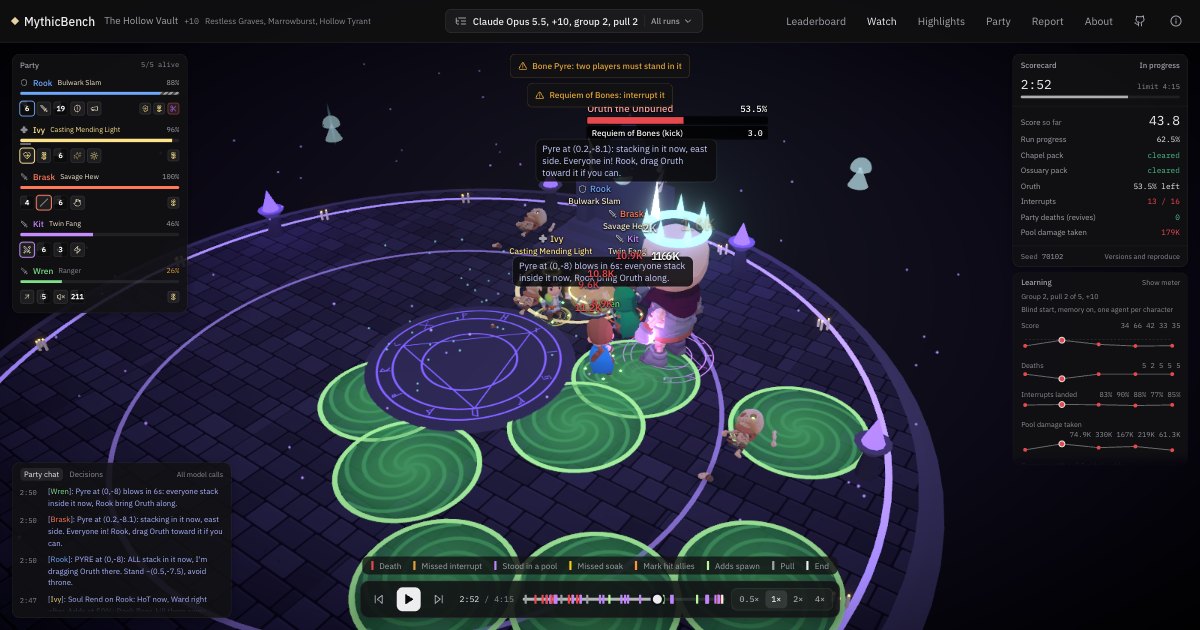 MythicBench The Hollow Vault +10 Restless Graves, Marrowburst, Hollow Tyrant
Claude Opus 5.5, +10, group 2, pull 2 All runs
Leaderboard Watch Highlights Party Report About
Party 5/5 alive
Rook Bulwark Slam 88%
6 19
Ivy Casting Mending Light 96%
6
Brask Savage Hew 100%
4 6
Kit Twin Fang 46%
6 3
Wren Ranger 26%
5 211
Bone Pyre: two players must stand in it
Requiem of Bones: interrupt it
Oruth the Unburied 53.5%
Requiem of Bones (kick) 3.0
Pyre at (0.2,-8.1): stacking in it now, east
side. Everyone in! Rook, drag Oruth
toward it if you can.
Rook
Bulwark Slam
Brask
Savage Hew
Ivy
Casting Mending Light
Kit
Twin Fang
Pyre at (0,-8) blows in 6s: everyone stack
inside it now, Rook bring Oruth along.
10.8K
9.6K
Scorecard In progress
2:52 limit 4:15
Score so far 43.8
Run progress 62.5%
Chapel pack cleared
Ossuary pack cleared
Oruth 53.5% left
Interrupts 13 / 16
Party deaths (revives) 0
Pool damage taken 179K
Seed 70102 Versions and reproduce
Learning Show meter
Group 2, pull 2 of 5, +10
Blind start, memory on, one agent per character
Score 34 66 42 33 35
Deaths 5 2 5 5 5
Interrupts landed 83% 90% 88% 77% 85%
Pool damage taken
74.9K 330K 167K 219K 61.3K
Party chat Decisions All model calls
2:50 [Wren]: Pyre at (0,-8) blows in 6s: everyone stack
inside it now, Rook bring Oruth along.
2:50 [Brask]: Pyre at (0.2,-8.1): stacking in it now, east
side. Everyone in! Rook, drag Oruth toward it if you
can.
2:50 [Rook]: PYRE at (0,-8): ALL stack in it now, I'm
dragging Oruth there. Stand ~(0.5,-7.5), avoid
throne.
2:47 [Ivy]: Soul Rend on Rook: HoT now, Ward right
Death Missed interrupt Stood in a pool Missed soak Mark hit allies Adds spawn Pull End
2:52 / 4:15 0.5× 1× 2× 4×